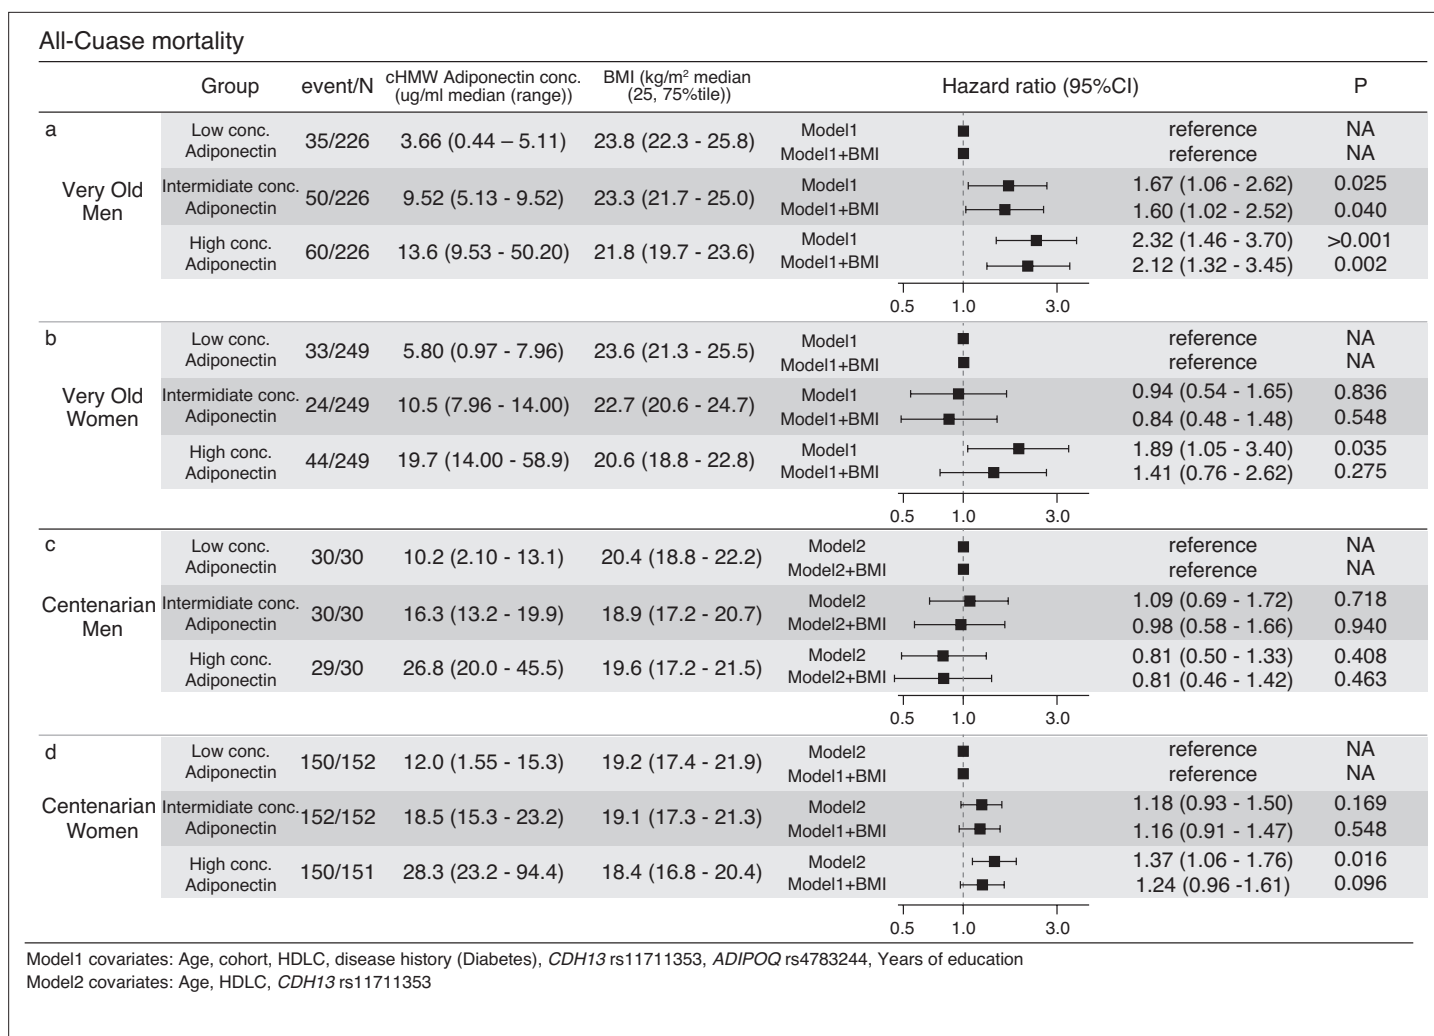 All-Cuase mortality
Group event/N cHMW Adiponectin conc. (ug/ml median (range)) BMI (kg/m² median (25, 75%tile)) Hazard ratio (95%CI) P
a
Very Old Men
Low conc. Adiponectin 35/226 3.66 (0.44 – 5.11) 23.8 (22.3 - 25.8)
Model1 reference NA
Model1+BMI reference NA
Intermidiate conc. Adiponectin 50/226 9.52 (5.13 - 9.52) 23.3 (21.7 - 25.0)
Model1 1.67 (1.06 - 2.62) 0.025
Model1+BMI 1.60 (1.02 - 2.52) 0.040
High conc. Adiponectin 60/226 13.6 (9.53 - 50.20) 21.8 (19.7 - 23.6)
Model1 2.32 (1.46 - 3.70) >0.001
Model1+BMI 2.12 (1.32 - 3.45) 0.002
0.5 1.0 3.0
b
Very Old Women
Low conc. Adiponectin 33/249 5.80 (0.97 - 7.96) 23.6 (21.3 - 25.5)
Model1 reference NA
Model1+BMI reference NA
Intermidiate conc. Adiponectin 24/249 10.5 (7.96 - 14.00) 22.7 (20.6 - 24.7)
Model1 0.94 (0.54 - 1.65) 0.836
Model1+BMI 0.84 (0.48 - 1.48) 0.548
High conc. Adiponectin 44/249 19.7 (14.00 - 58.9) 20.6 (18.8 - 22.8)
Model1 1.89 (1.05 - 3.40) 0.035
Model1+BMI 1.41 (0.76 - 2.62) 0.275
0.5 1.0 3.0
c
Centenarian Men
Low conc. Adiponectin 30/30 10.2 (2.10 - 13.1) 20.4 (18.8 - 22.2)
Model2 reference NA
Model2+BMI reference NA
Intermidiate conc. Adiponectin 30/30 16.3 (13.2 - 19.9) 18.9 (17.2 - 20.7)
Model2 1.09 (0.69 - 1.72) 0.718
Model2+BMI 0.98 (0.58 - 1.66) 0.940
High conc. Adiponectin 29/30 26.8 (20.0 - 45.5) 19.6 (17.2 - 21.5)
Model2 0.81 (0.50 - 1.33) 0.408
Model2+BMI 0.81 (0.46 - 1.42) 0.463
0.5 1.0 3.0
d
Centenarian Women
Low conc. Adiponectin 150/152 12.0 (1.55 - 15.3) 19.2 (17.4 - 21.9)
Model2 reference NA
Model1+BMI reference NA
Intermidiate conc. Adiponectin 152/152 18.5 (15.3 - 23.2) 19.1 (17.3 - 21.3)
Model2 1.18 (0.93 - 1.50) 0.169
Model1+BMI 1.16 (0.91 - 1.47) 0.548
High conc. Adiponectin 150/151 28.3 (23.2 - 94.4) 18.4 (16.8 - 20.4)
Model2 1.37 (1.06 - 1.76) 0.016
Model1+BMI 1.24 (0.96 -1.61) 0.096
0.5 1.0 3.0
Model1 covariates: Age, cohort, HDLC, disease history (Diabetes), CDH13 rs11711353, ADIPOQ rs4783244, Years of education
Model2 covariates: Age, HDLC, CDH13 rs11711353